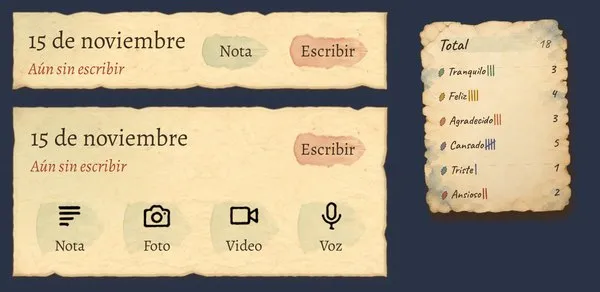 15 de noviembre
Aún sin escribir
Nota
Escribir
15 de noviembre
Aún sin escribir
Escribir
Nota
Foto
Video
Voz
Total 18
Tranquilo 3
Feliz 4
Agradecido 3
Cansado 5
Triste 1
Ansioso 2